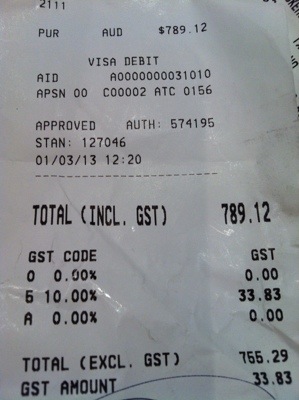 2111
PUR AUD $789.12
VISA DEBIT
AID A0000000031010
APSN 00 C00002 ATC 0156
APPROVED AUTH: 574195
STAN: 127046
01/03/13 12:20
--------------------------------
TOTAL (INCL. GST) 789.12
GST CODE GST
0 0.00% 0.00
5 10.00% 33.83
A 0.00% 0.00
TOTAL (EXCL. GST) 755.29
GST AMOUNT 33.83